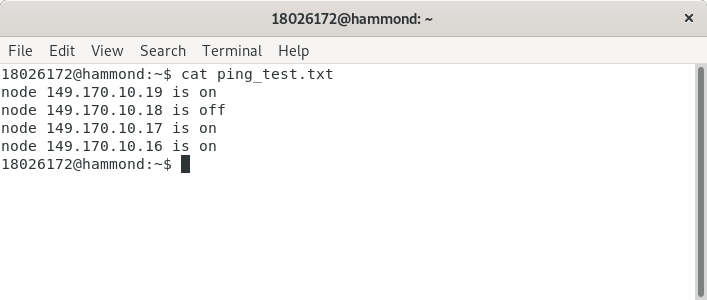 18026172@hammond: ~
File Edit View Search Terminal Help
18026172@hammond:~$ cat ping_test.txt
node 149.170.10.19 is on
node 149.170.10.18 is off
node 149.170.10.17 is on
node 149.170.10.16 is on
18026172@hammond:~$